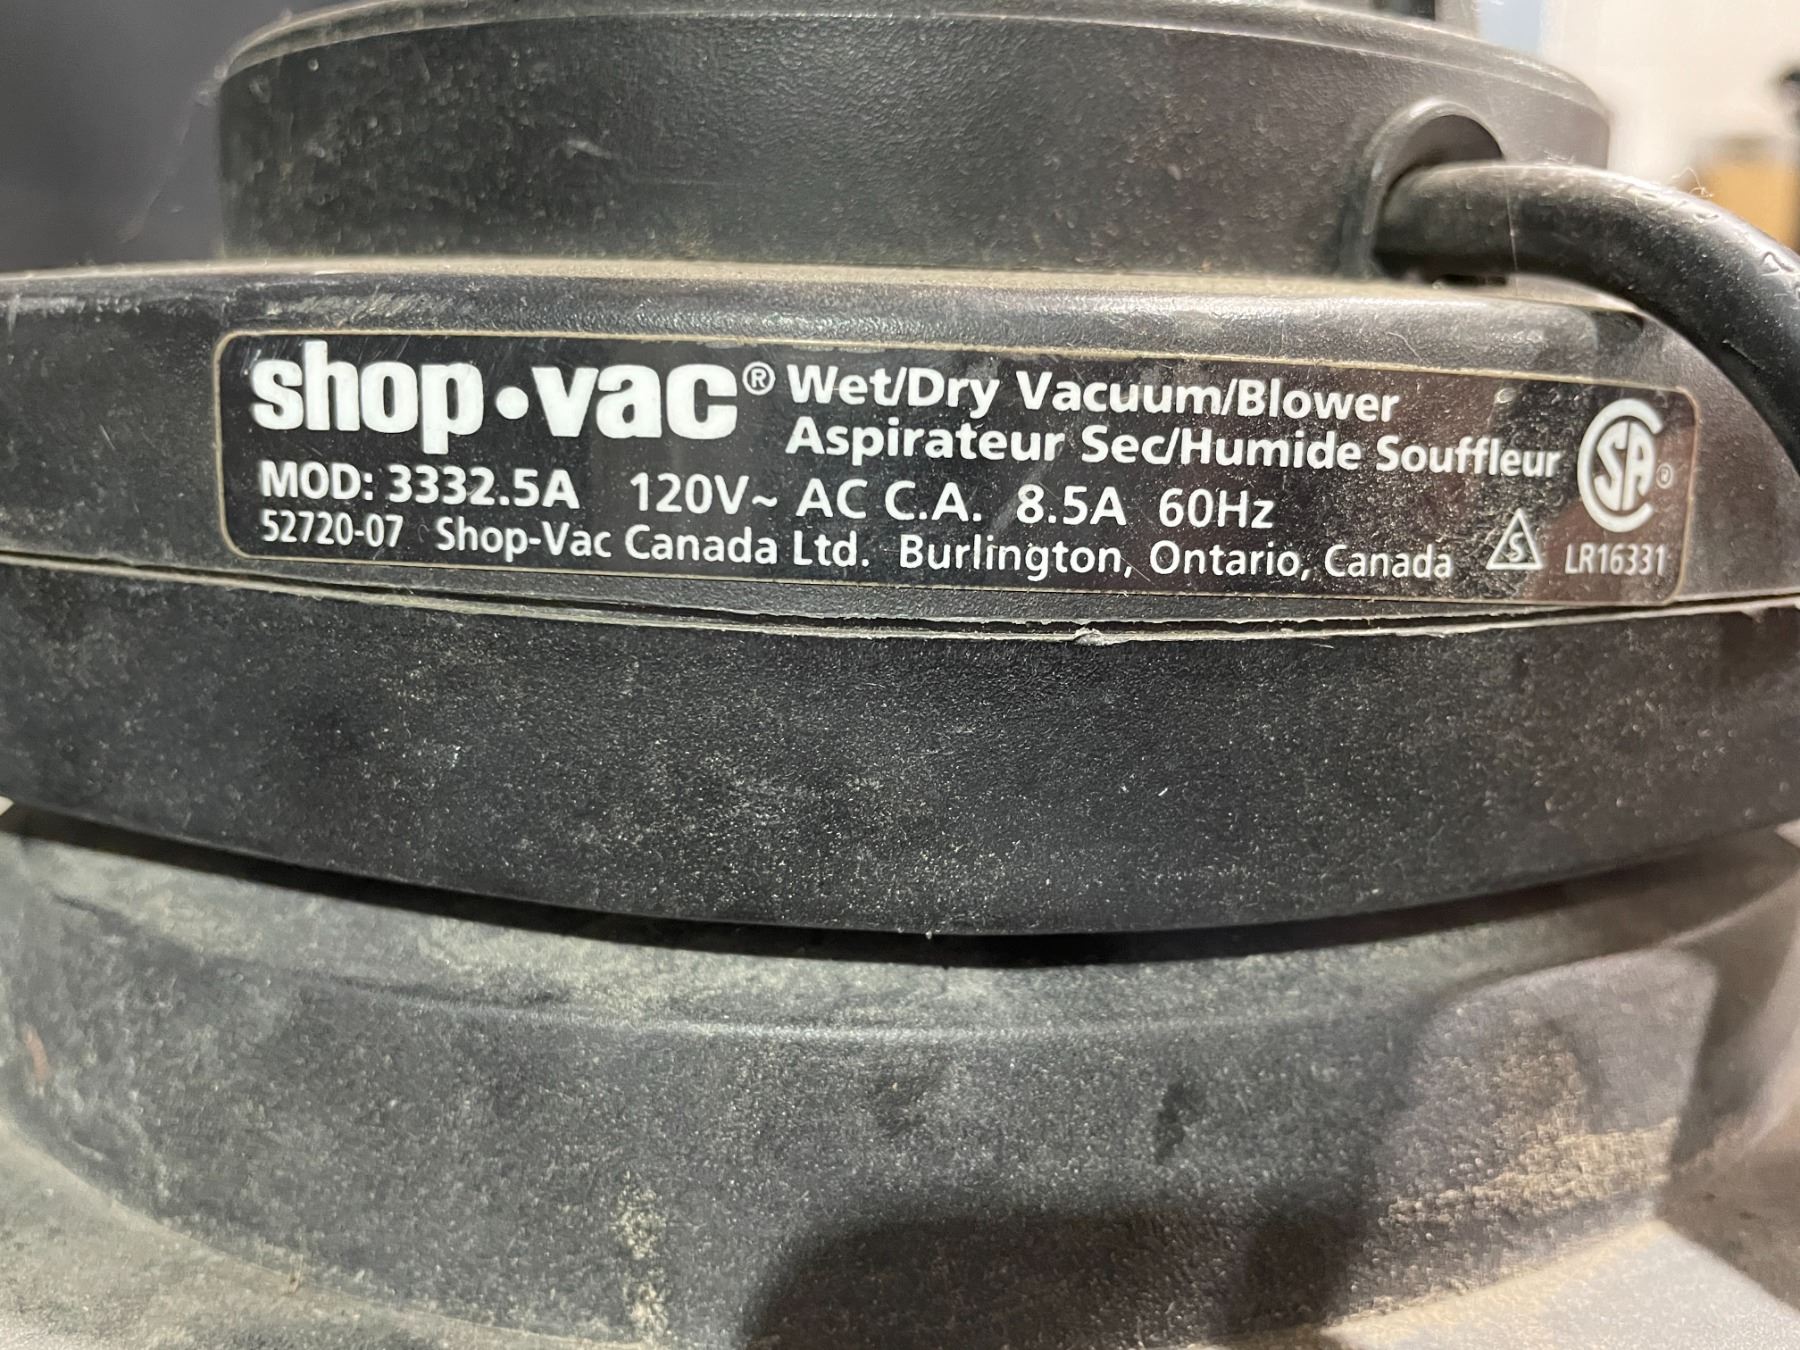 shop•vac® Wet/Dry Vacuum/Blower
Aspirateur Sec/Humide Souffleur
MOD: 3332.5A 120V~ AC C.A. 8.5A 60Hz
52720-07 Shop-Vac Canada Ltd. Burlington, Ontario, Canada
S
SA®
LR16331